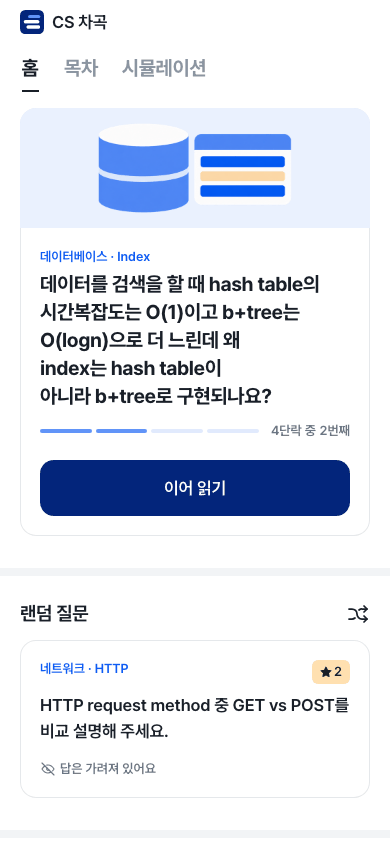 CS 차곡
홈 목차 시뮬레이션
데이터베이스 · Index
데이터를 검색을 할 때 hash table의
시간복잡도는 O(1)이고 b+tree는
O(logn)으로 더 느린데 왜
index는 hash table이
아니라 b+tree로 구현되나요?
4단락 중 2번째
이어 읽기
랜덤 질문
네트워크 · HTTP
★2
HTTP request method 중 GET vs POST를
비교 설명해 주세요.
답은 가려져 있어요